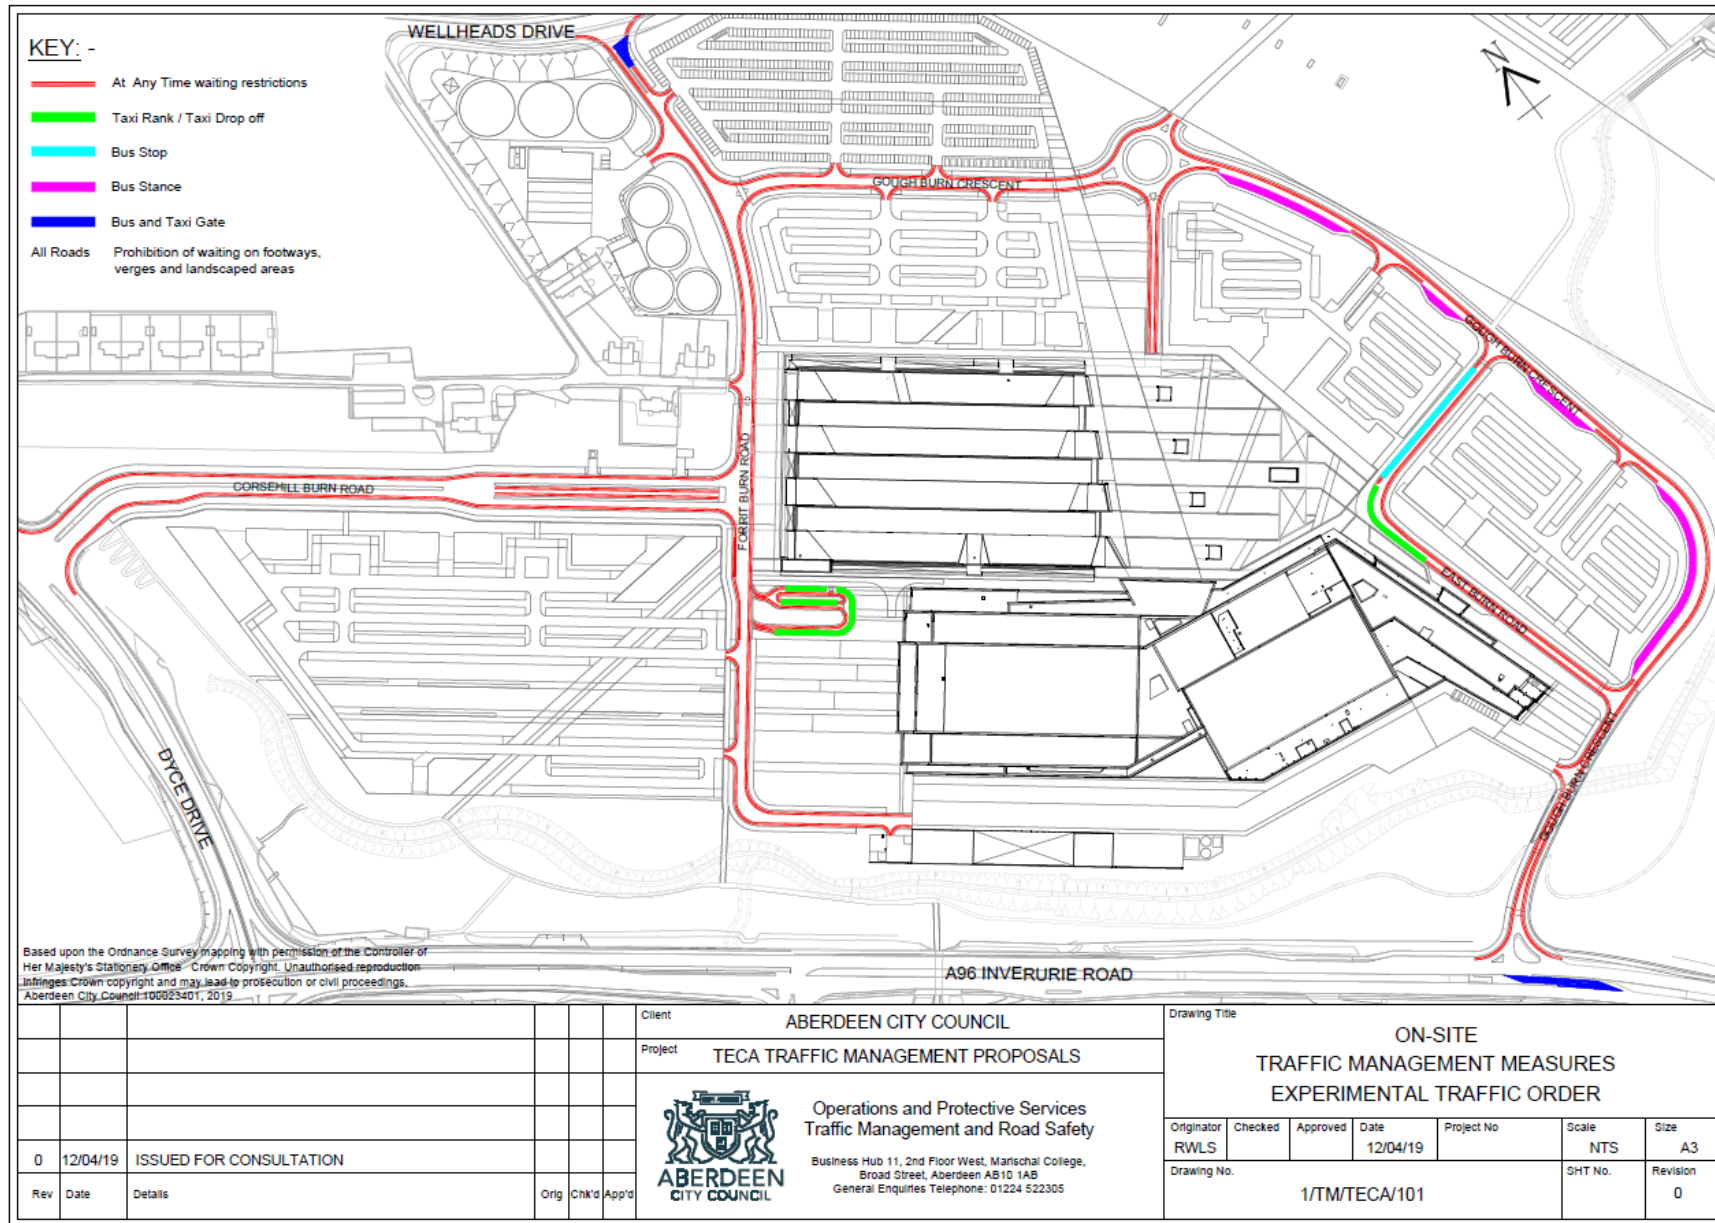 WELLHEADS DRIVE
KEY: -
At Any Time waiting restrictions
Taxi Rank / Taxi Drop off
Bus Stop
Bus Stance
Bus and Taxi Gate
All Roads Prohibition of waiting on footways,
verges and landscaped areas
N
GOUGH BURN CRESCENT
GOUGH BURN CRESCENT
CORSEHILL BURN ROAD
FORRIT BURN ROAD
EAST BURN ROAD
GOUGH BURN CRESCENT
DYCE DRIVE
A96 INVERURIE ROAD
Based upon the Ordnance Survey mapping with permission of the Controller of
Her Majesty's Stationery Office Crown Copyright. Unauthorised reproduction
infringes Crown copyright and may lead to prosecution or civil proceedings.
Aberdeen City Council 100023401, 2019
0 12/04/19 ISSUED FOR CONSULTATION
Rev Date Details Orig Chk'd App'd
Client ABERDEEN CITY COUNCIL
Project TECA TRAFFIC MANAGEMENT PROPOSALS
ABERDEEN
CITY COUNCIL
Operations and Protective Services
Traffic Management and Road Safety
Business Hub 11, 2nd Floor West, Marischal College,
Broad Street, Aberdeen AB10 1AB
General Enquiries Telephone: 01224 522305
Drawing Title
ON-SITE
TRAFFIC MANAGEMENT MEASURES
EXPERIMENTAL TRAFFIC ORDER
Originator Checked Approved Date Project No Scale Size
RWLS 12/04/19 NTS A3
Drawing No. SHT No. Revision
1/TM/TECA/101 0